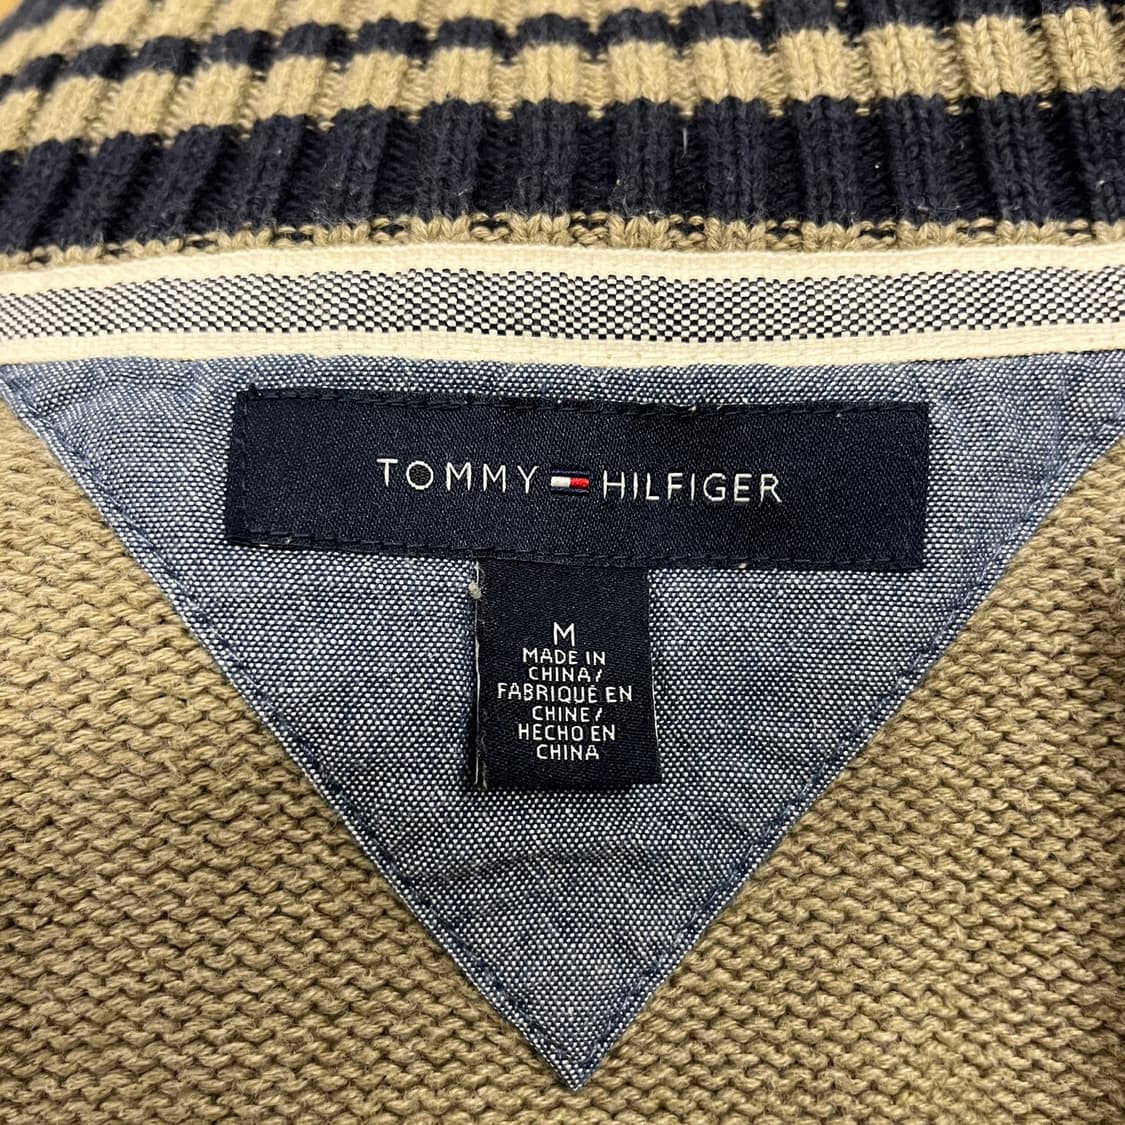 TOMMY HILFIGER
M
MADE IN
CHINA/
FABRIQUÉ EN
CHINE/
HECHO EN
CHINA